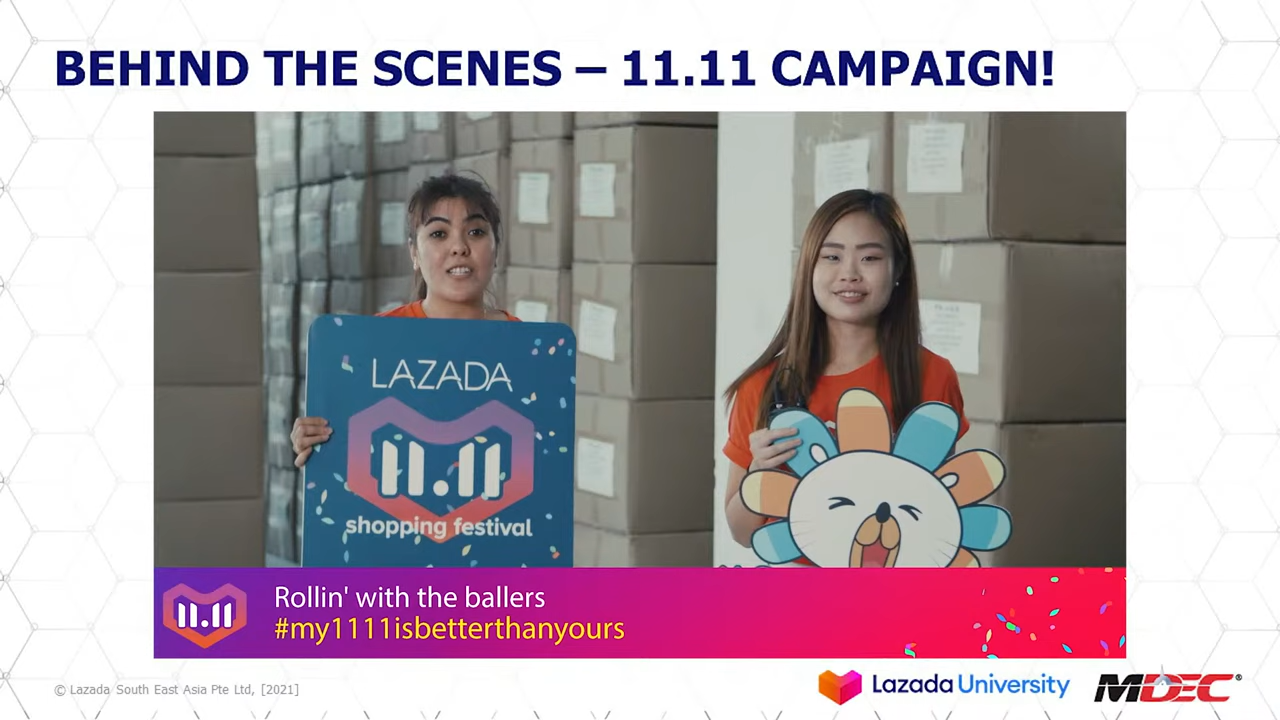 BEHIND THE SCENES – 11.11 CAMPAIGN!
LAZADA
11.11
shopping festival
11.11
Rollin' with the ballers
#my1111isbetterthanyours
© Lazada South East Asia Pte Ltd, [2021]
Lazada University
MDEC®